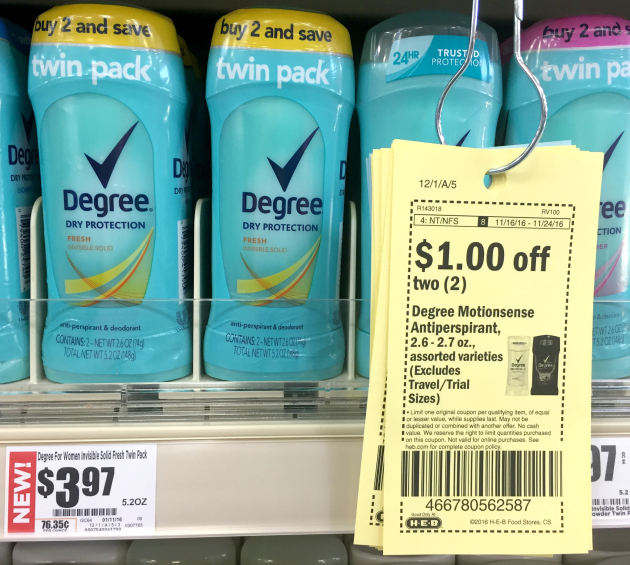 buy 2 and save
twin pack
Degree®
DRY PROTECTION
FRESH
INVISIBLE SOLID
anti-perspirant & deodorant
CONTAINS: 2 - NET WT 2.6 OZ (74g)
TOTAL NET WT 5.2 OZ (148g)
buy 2 and save
twin pack
Degree
DRY PROTECTION
FRESH
INVISIBLE SOLID
anti-perspirant & deodorant
CONTAINS: 2 - NET WT 2.6 OZ (74g)
TOTAL NET WT 5.2 OZ (148g)
24HR
TRUSTED
PROTECTION
buy 2 and s
twin pack
12/1/A/5
R143018
RV100
4: NT/NFS 8 11/16/16 - 11/24/16
$1.00 off
two (2)
Degree Motionsense
Antiperspirant,
2.6 - 2.7 oz.,
assorted varieties
(Excludes
Travel/Trial
Sizes)
• Limit one original coupon per qualifying item, of equal
or lesser value, while supplies last. May not be
duplicated or combined with another offer. No cash
value. We reserve the right to limit quantities purchased
on this coupon. Not valid for online purchases. See
heb.com for complete coupon policy.
466780562587
Good Only At
H-E-B
©2016 H-E-B Food Stores, CS
NEW!
Degree For Women Invisible Solid Fresh Twin Pack
$3.97
5.2OZ
76.35¢
97